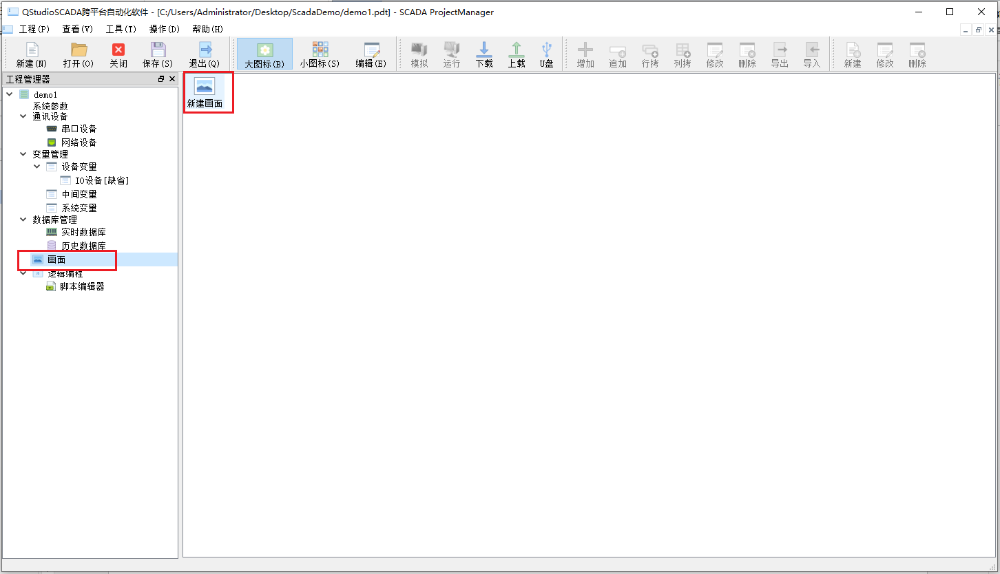 QStudioSCADA跨平台自动化软件 - [C:/Users/Administrator/Desktop/ScadaDemo/demo1.pdt] - SCADA ProjectManager
工程(P) 查看(V) 工具(T) 操作(D) 帮助(H)
新建(N) 打开(O) 关闭 保存(S) 退出(Q) 大图标(B) 小图标(S) 编辑(E) 模拟 运行 下载 上载 U盘 增加 追加 行拷 列拷 修改 删除 导出 导入 新建 修改 删除
工程管理器
demo1
系统参数
通讯设备
串口设备
网络设备
变量管理
设备变量
IO设备[缺省]
中间变量
系统变量
数据库管理
实时数据库
历史数据库
画面
逻辑编程
脚本编辑器
新建画面